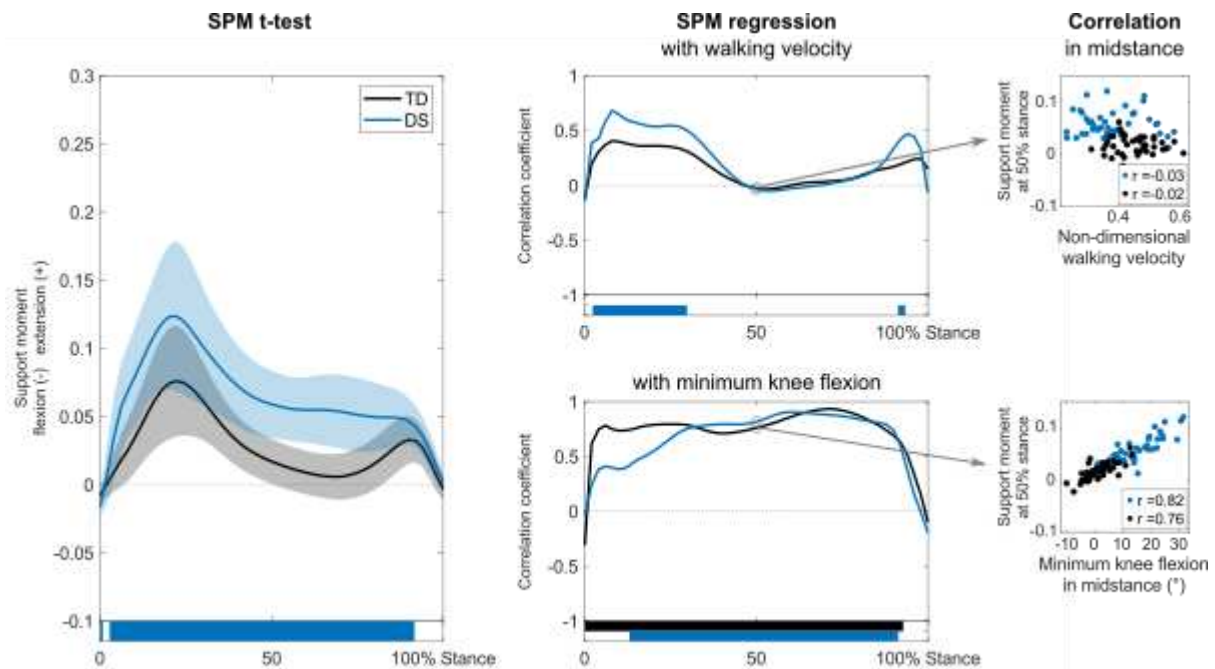 SPM t-test
0.3
0.25
0.2
0.15
0.1
0.05
0
-0.05
-0.1
Support moment
flexion (-) extension (+)
TD
DS
0
50
100% Stance
SPM regression
with walking velocity
1
0.5
0
-0.5
-1
Correlation coefficient
0
50
100% Stance
with minimum knee flexion
1
0.5
0
-0.5
-1
Correlation coefficient
0
50
100% Stance
Correlation
in midstance
0.1
0
-0.1
Support moment
at 50% stance
r=-0.03
r=-0.02
0.4
0.6
Non-dimensional
walking velocity
0.1
0
-0.1
Support moment
at 50% stance
r =0.82
r =0.76
-10 0 10 20 30
Minimum knee flexion
in midstance (°)